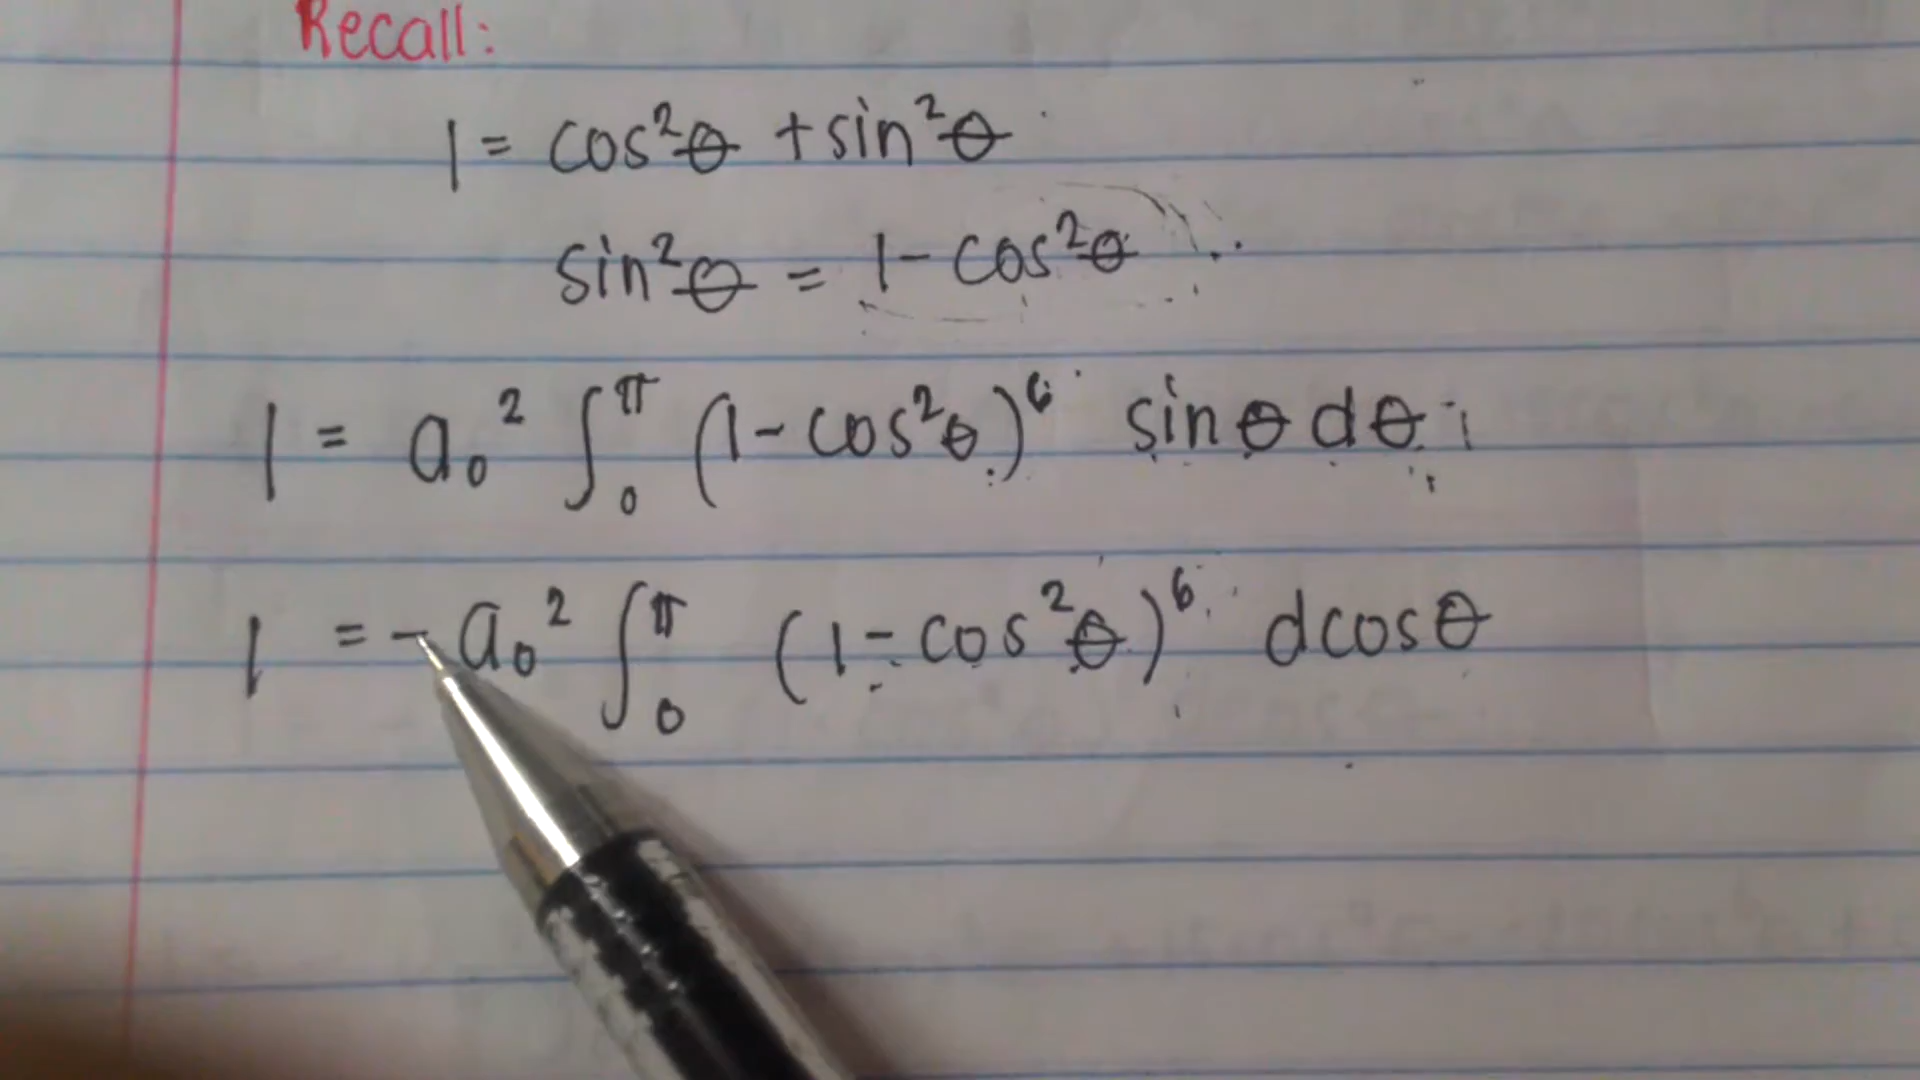 Recall:
1 = cos²θ + sin²θ
sin²θ = 1 - cos²θ
1 = a₀² ∫₀^π (1 - cos²θ)⁶ sinθ dθ
1 = - a₀² ∫₀^π (1 - cos²θ)⁶ dcosθ